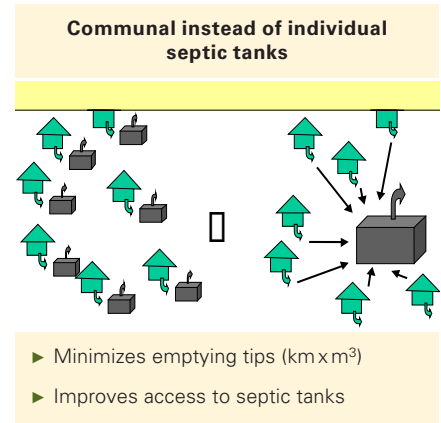 Communal instead of individual
septic tanks
► Minimizes emptying tips (km x m³)
► Improves access to septic tanks